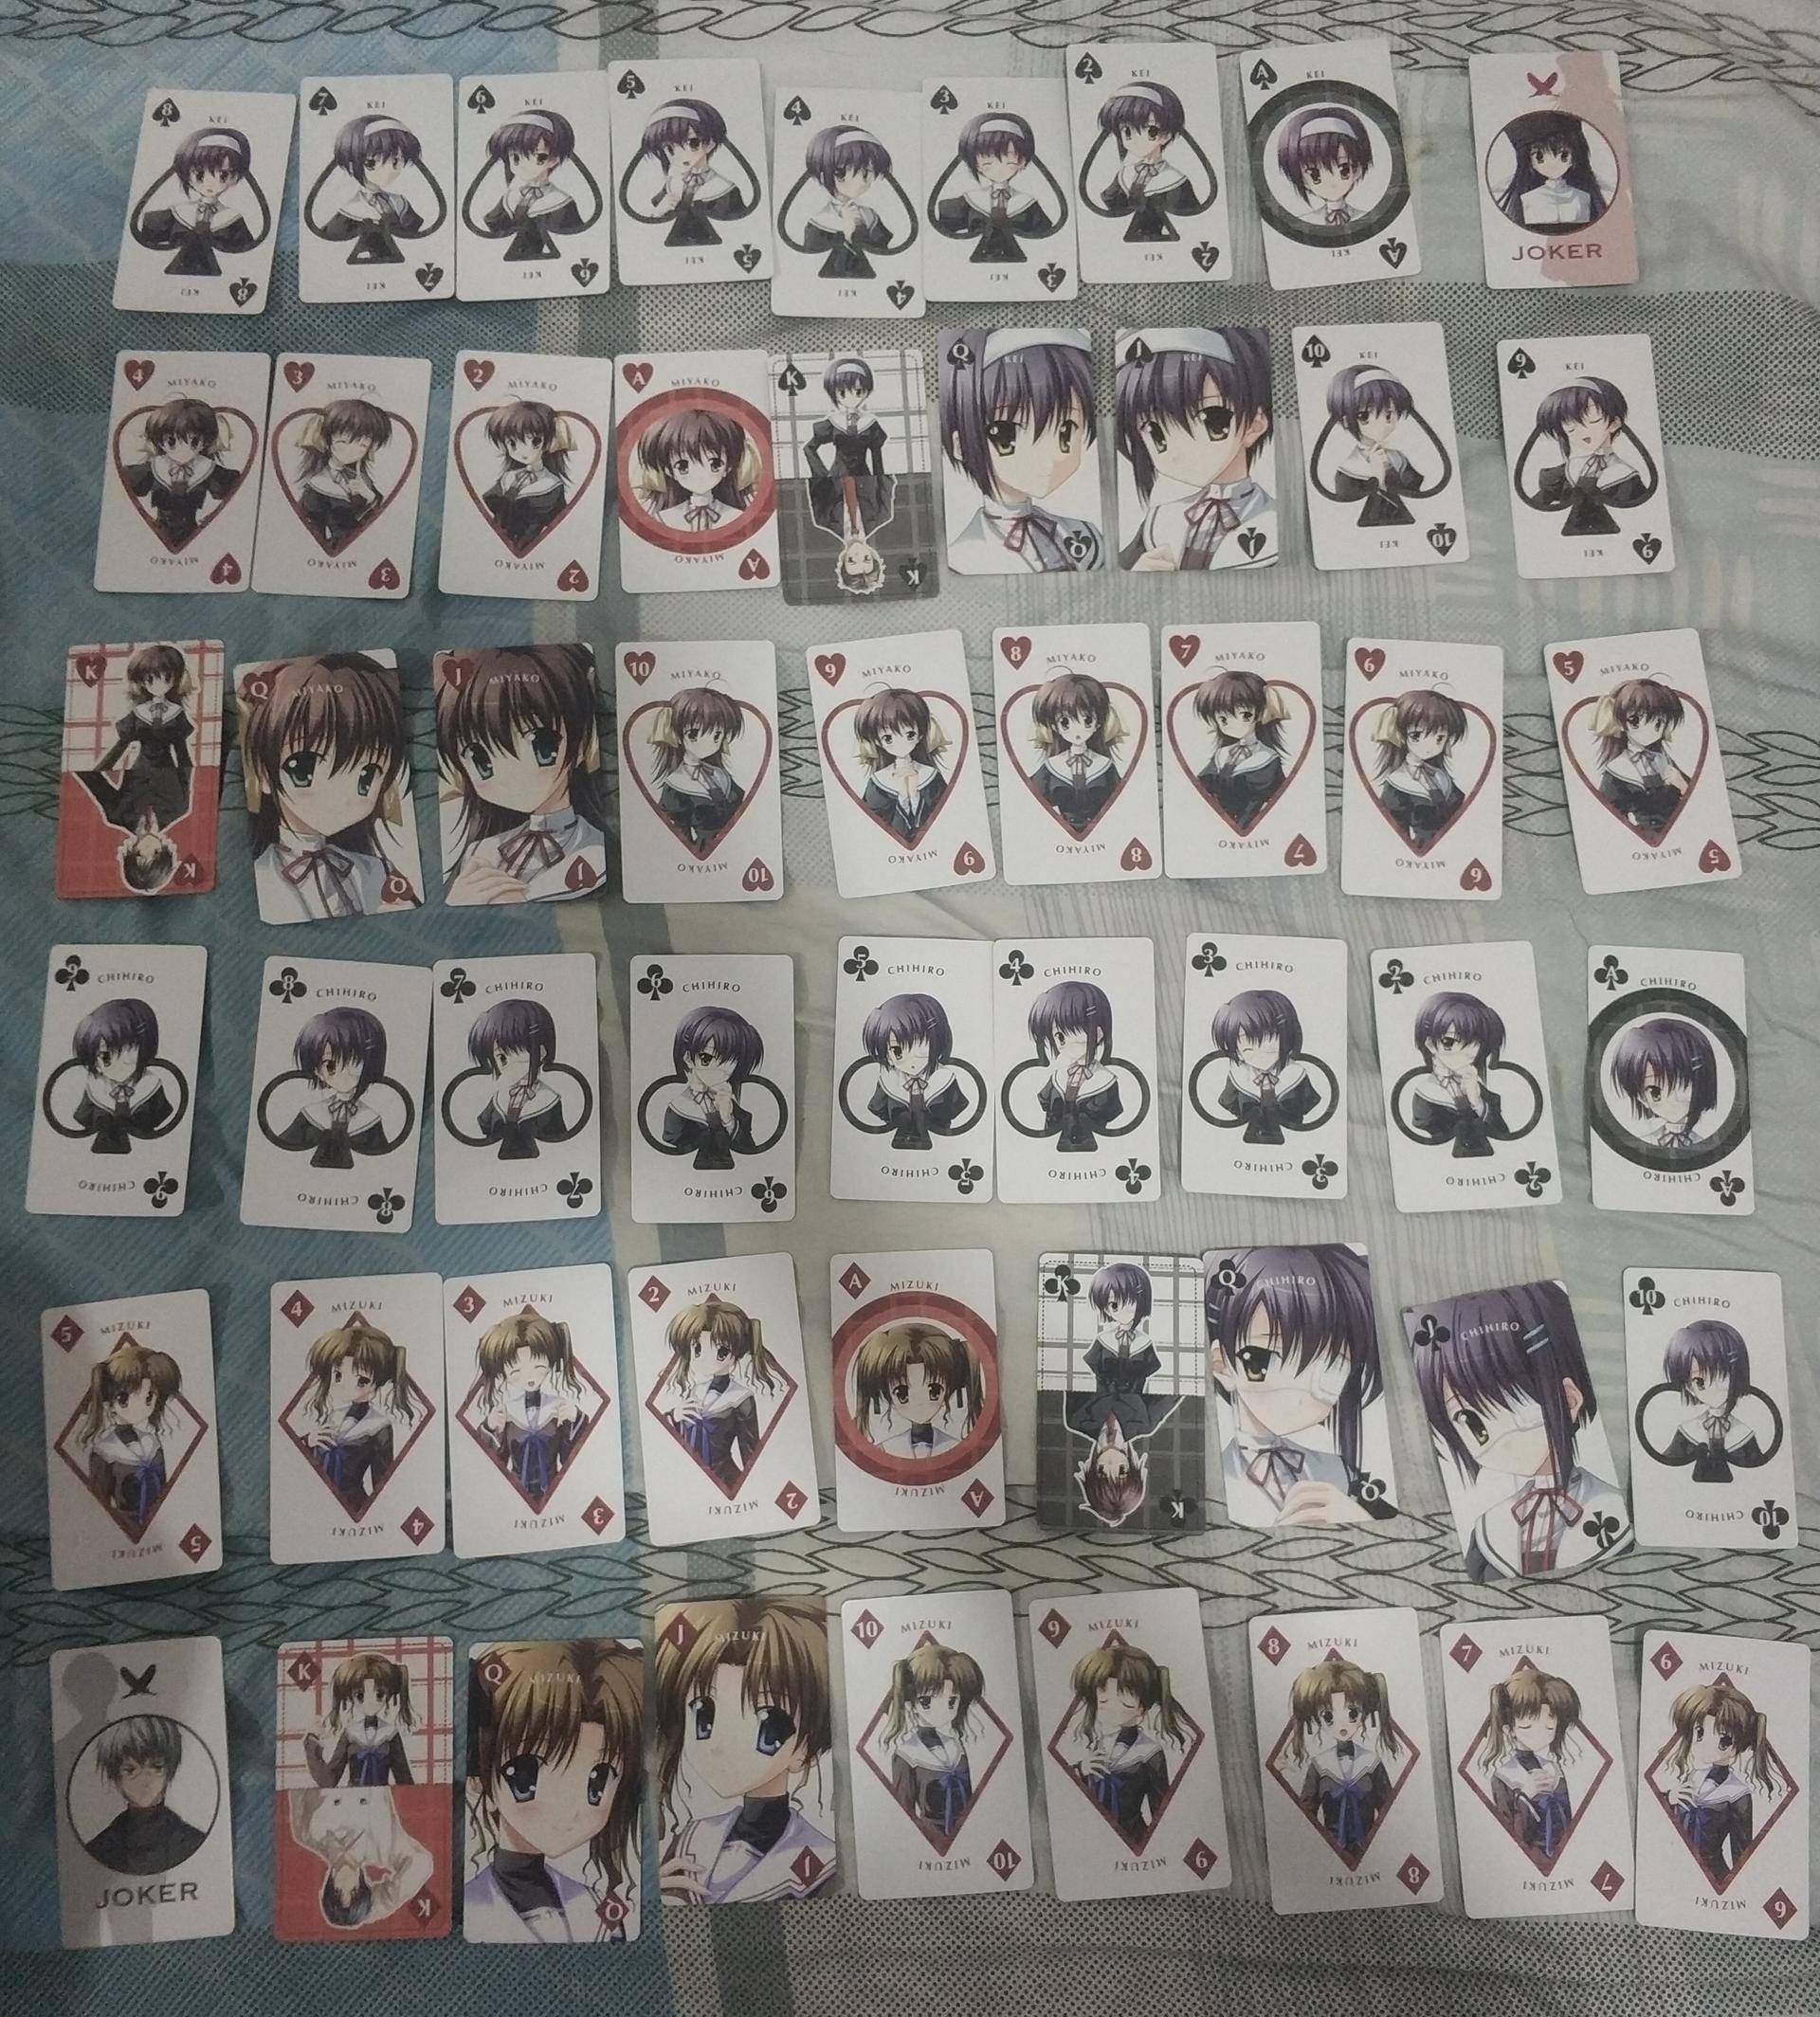 8 KEI KEI 8
7 KEI KEI 7
6 KEI KEI 6
5 KEI KEI 5
4 KEI KEI 4
3 KEI KEI 3
2 KEI KEI 2
A KEI KEI A
JOKER
4 MIYAKO MIYAKO 4
3 MIYAKO MIYAKO 3
2 MIYAKO MIYAKO 2
A MIYAKO MIYAKO A
K K
Q KEI Q
J KEI J
10 KEI KEI 10
9 KEI KEI 9
K K
Q MIYAKO Q
J MIYAKO J
10 MIYAKO MIYAKO 10
9 MIYAKO MIYAKO 9
8 MIYAKO MIYAKO 8
7 MIYAKO MIYAKO 7
6 MIYAKO MIYAKO 6
5 MIYAKO MIYAKO 5
9 CHIHIRO CHIHIRO 9
8 CHIHIRO CHIHIRO 8
7 CHIHIRO CHIHIRO 7
6 CHIHIRO CHIHIRO 6
5 CHIHIRO CHIHIRO 5
4 CHIHIRO CHIHIRO 4
3 CHIHIRO CHIHIRO 3
2 CHIHIRO CHIHIRO 2
A CHIHIRO CHIHIRO A
5 MIZUKI MIZUKI 5
4 MIZUKI MIZUKI 4
3 MIZUKI MIZUKI 3
2 MIZUKI MIZUKI 2
A MIZUKI MIZUKI A
K K
Q CHIHIRO Q
J CHIHIRO J
10 CHIHIRO CHIHIRO 10
JOKER
K K
Q MIZUKI Q
J MIZUKI J
10 MIZUKI MIZUKI 10
9 MIZUKI MIZUKI 9
8 MIZUKI MIZUKI 8
7 MIZUKI MIZUKI 7
6 MIZUKI MIZUKI 6